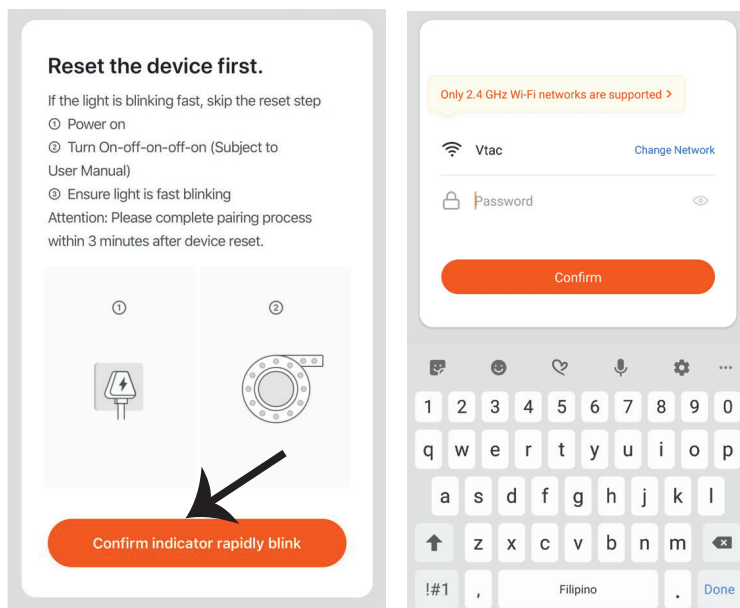 Reset the device first.
If the light is blinking fast, skip the reset step
① Power on
② Turn On-off-on-off-on (Subject to
User Manual)
③ Ensure light is fast blinking
Attention: Please complete pairing process
within 3 minutes after device reset.
①
②
Confirm indicator rapidly blink
Only 2.4 GHz Wi-Fi networks are supported >
Vtac Change Network
Password
Confirm
1 2 3 4 5 6 7 8 9 0
q w e r t y u i o p
a s d f g h j k l
z x c v b n m
!#1 , Filipino . Done